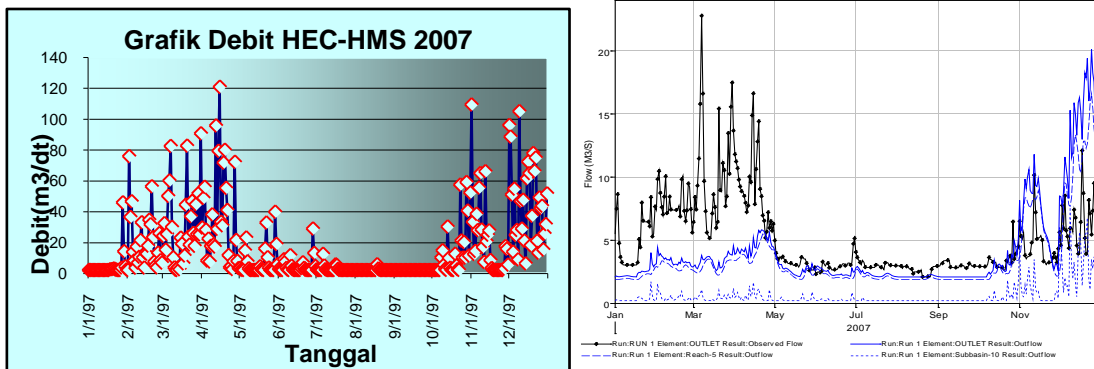 Grafik Debit HEC-HMS 2007
Debit(m3/dt)
140
120
100
80
60
40
20
0
1/1/97
2/1/97
3/1/97
4/1/97
5/1/97
6/1/97
7/1/97
8/1/97
9/1/97
10/1/97
11/1/97
12/1/97
Tanggal
Flow (M3/S)
20
15
10
5
0
Jan
Mar
May
Jul
Sep
Nov
2007
Run:RUN 1 Element:OUTLET Result:Observed Flow
Run:Run 1 Element:OUTLET Result:Outflow
Run:Run 1 Element:Reach-5 Result:Outflow
Run:Run 1 Element:Subbasin-10 Result:Outflow